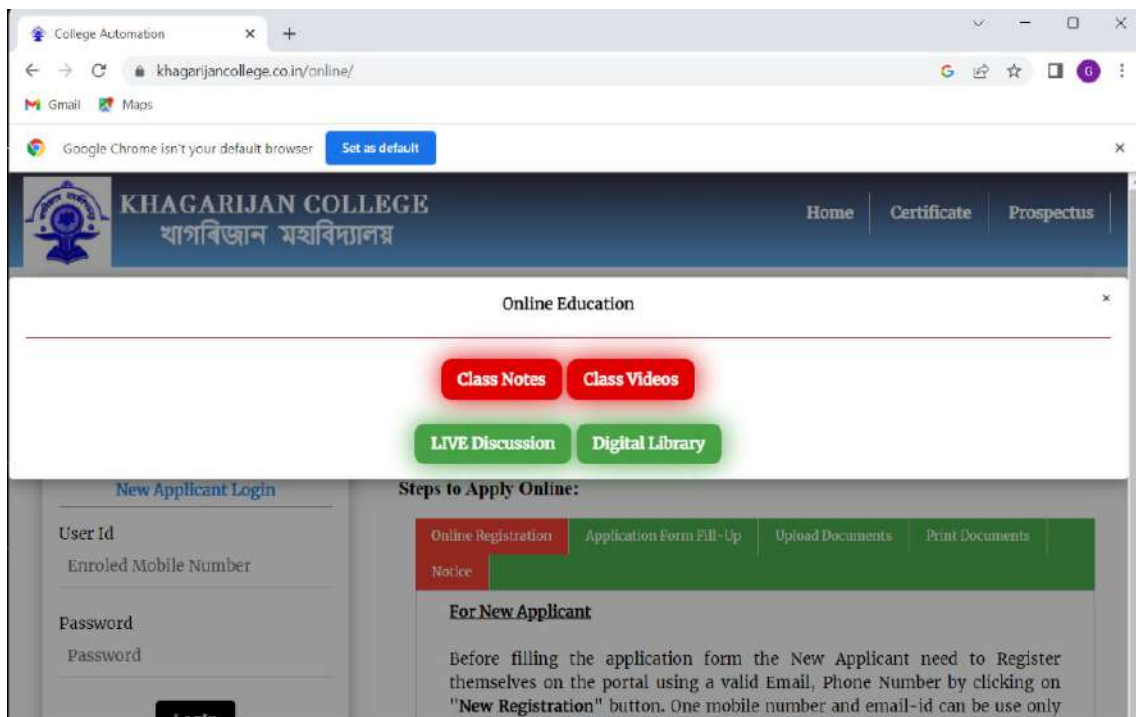 College Automation
khagarijancollege.co.in/online/
G
Gmail Maps
Google Chrome isn't your default browser Set as default
KHAGARIJAN COLLEGE
খাগৰিজান মহাবিদ্যালয়
Home Certificate Prospectus
Online Education
Class Notes Class Videos
LIVE Discussion Digital Library
New Applicant Login
User Id
Enroled Mobile Number
Password
Password
Login
Steps to Apply Online:
Online Registration Application Form Fill-Up Upload Documents Print Documents
Notice
For New Applicant
Before filling the application form the New Applicant need to Register
themselves on the portal using a valid Email, Phone Number by clicking on
"New Registration" button. One mobile number and email-id can be use only